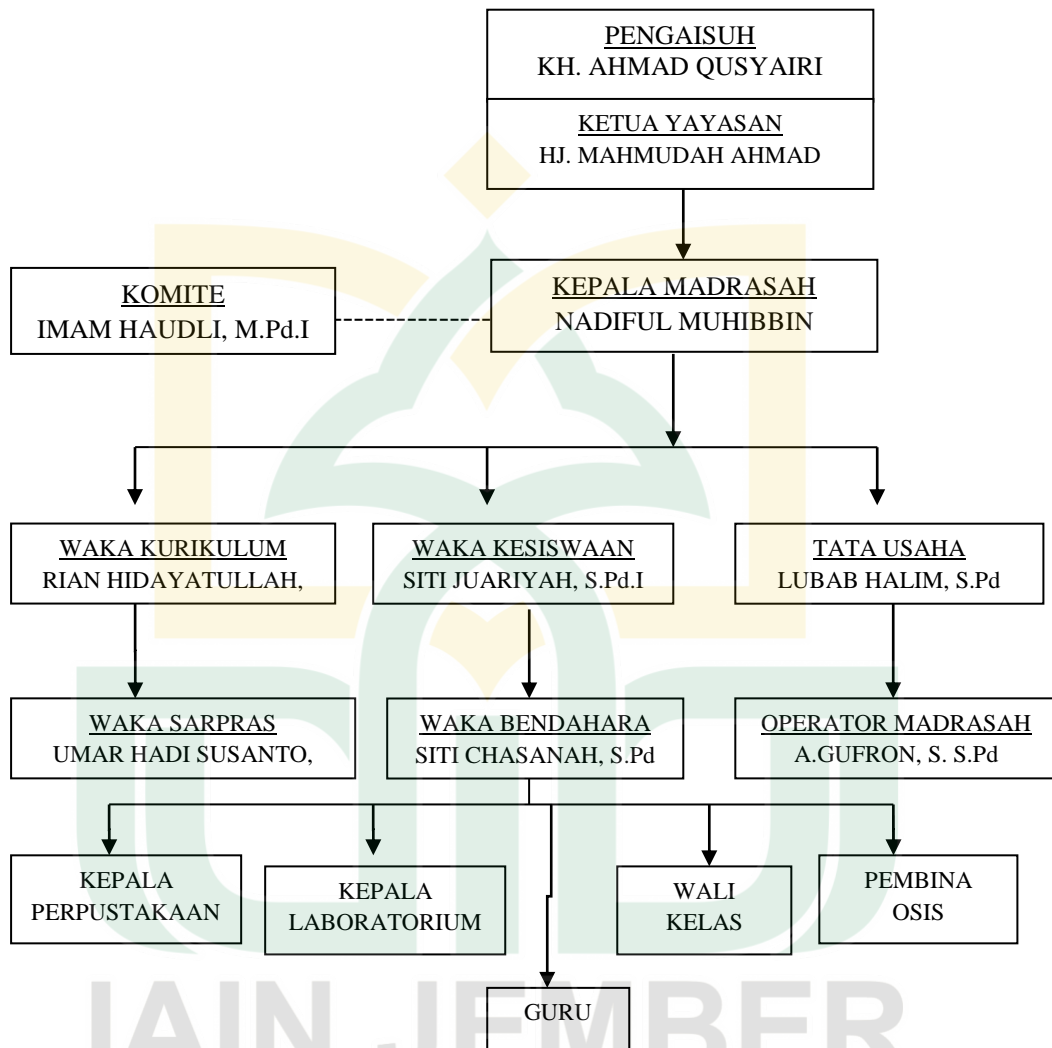 PENGAISUH
KH. AHMAD QUSYAIRI
KETUA YAYASAN
HJ. MAHMUDAH AHMAD
KOMITE
IMAM HAUDLI, M.Pd.I
KEPALA MADRASAH
NADIFUL MUHIBBIN
WAKA KURIKULUM
RIAN HIDAYATULLAH,
WAKA KESISWAAN
SITI JUARIYAH, S.Pd.I
TATA USAHA
LUBAB HALIM, S.Pd
WAKA SARPRAS
UMAR HADI SUSANTO,
WAKA BENDAHARA
SITI CHASANAH, S.Pd
OPERATOR MADRASAH
A.GUFRON, S. S.Pd
KEPALA
PERPUSTAKAAN
KEPALA
LABORATORIUM
WALI
KELAS
PEMBINA
OSIS
GURU
IAIN JEMBER